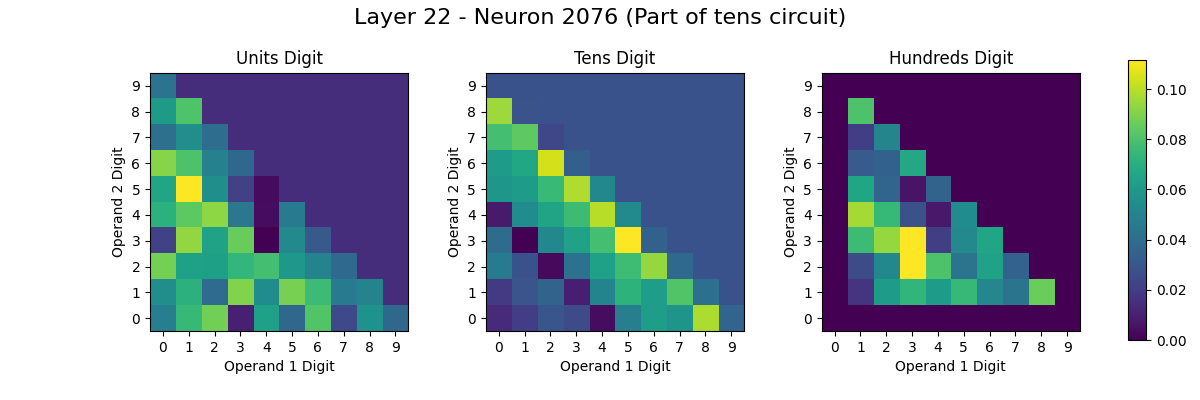 Layer 22 - Neuron 2076 (Part of tens circuit)
Units Digit
Operand 2 Digit
9
8
7
6
5
4
3
2
1
0
0 1 2 3 4 5 6 7 8 9
Operand 1 Digit
Tens Digit
Operand 2 Digit
9
8
7
6
5
4
3
2
1
0
0 1 2 3 4 5 6 7 8 9
Operand 1 Digit
Hundreds Digit
Operand 2 Digit
9
8
7
6
5
4
3
2
1
0
0 1 2 3 4 5 6 7 8 9
Operand 1 Digit
0.10
0.08
0.06
0.04
0.02
0.00